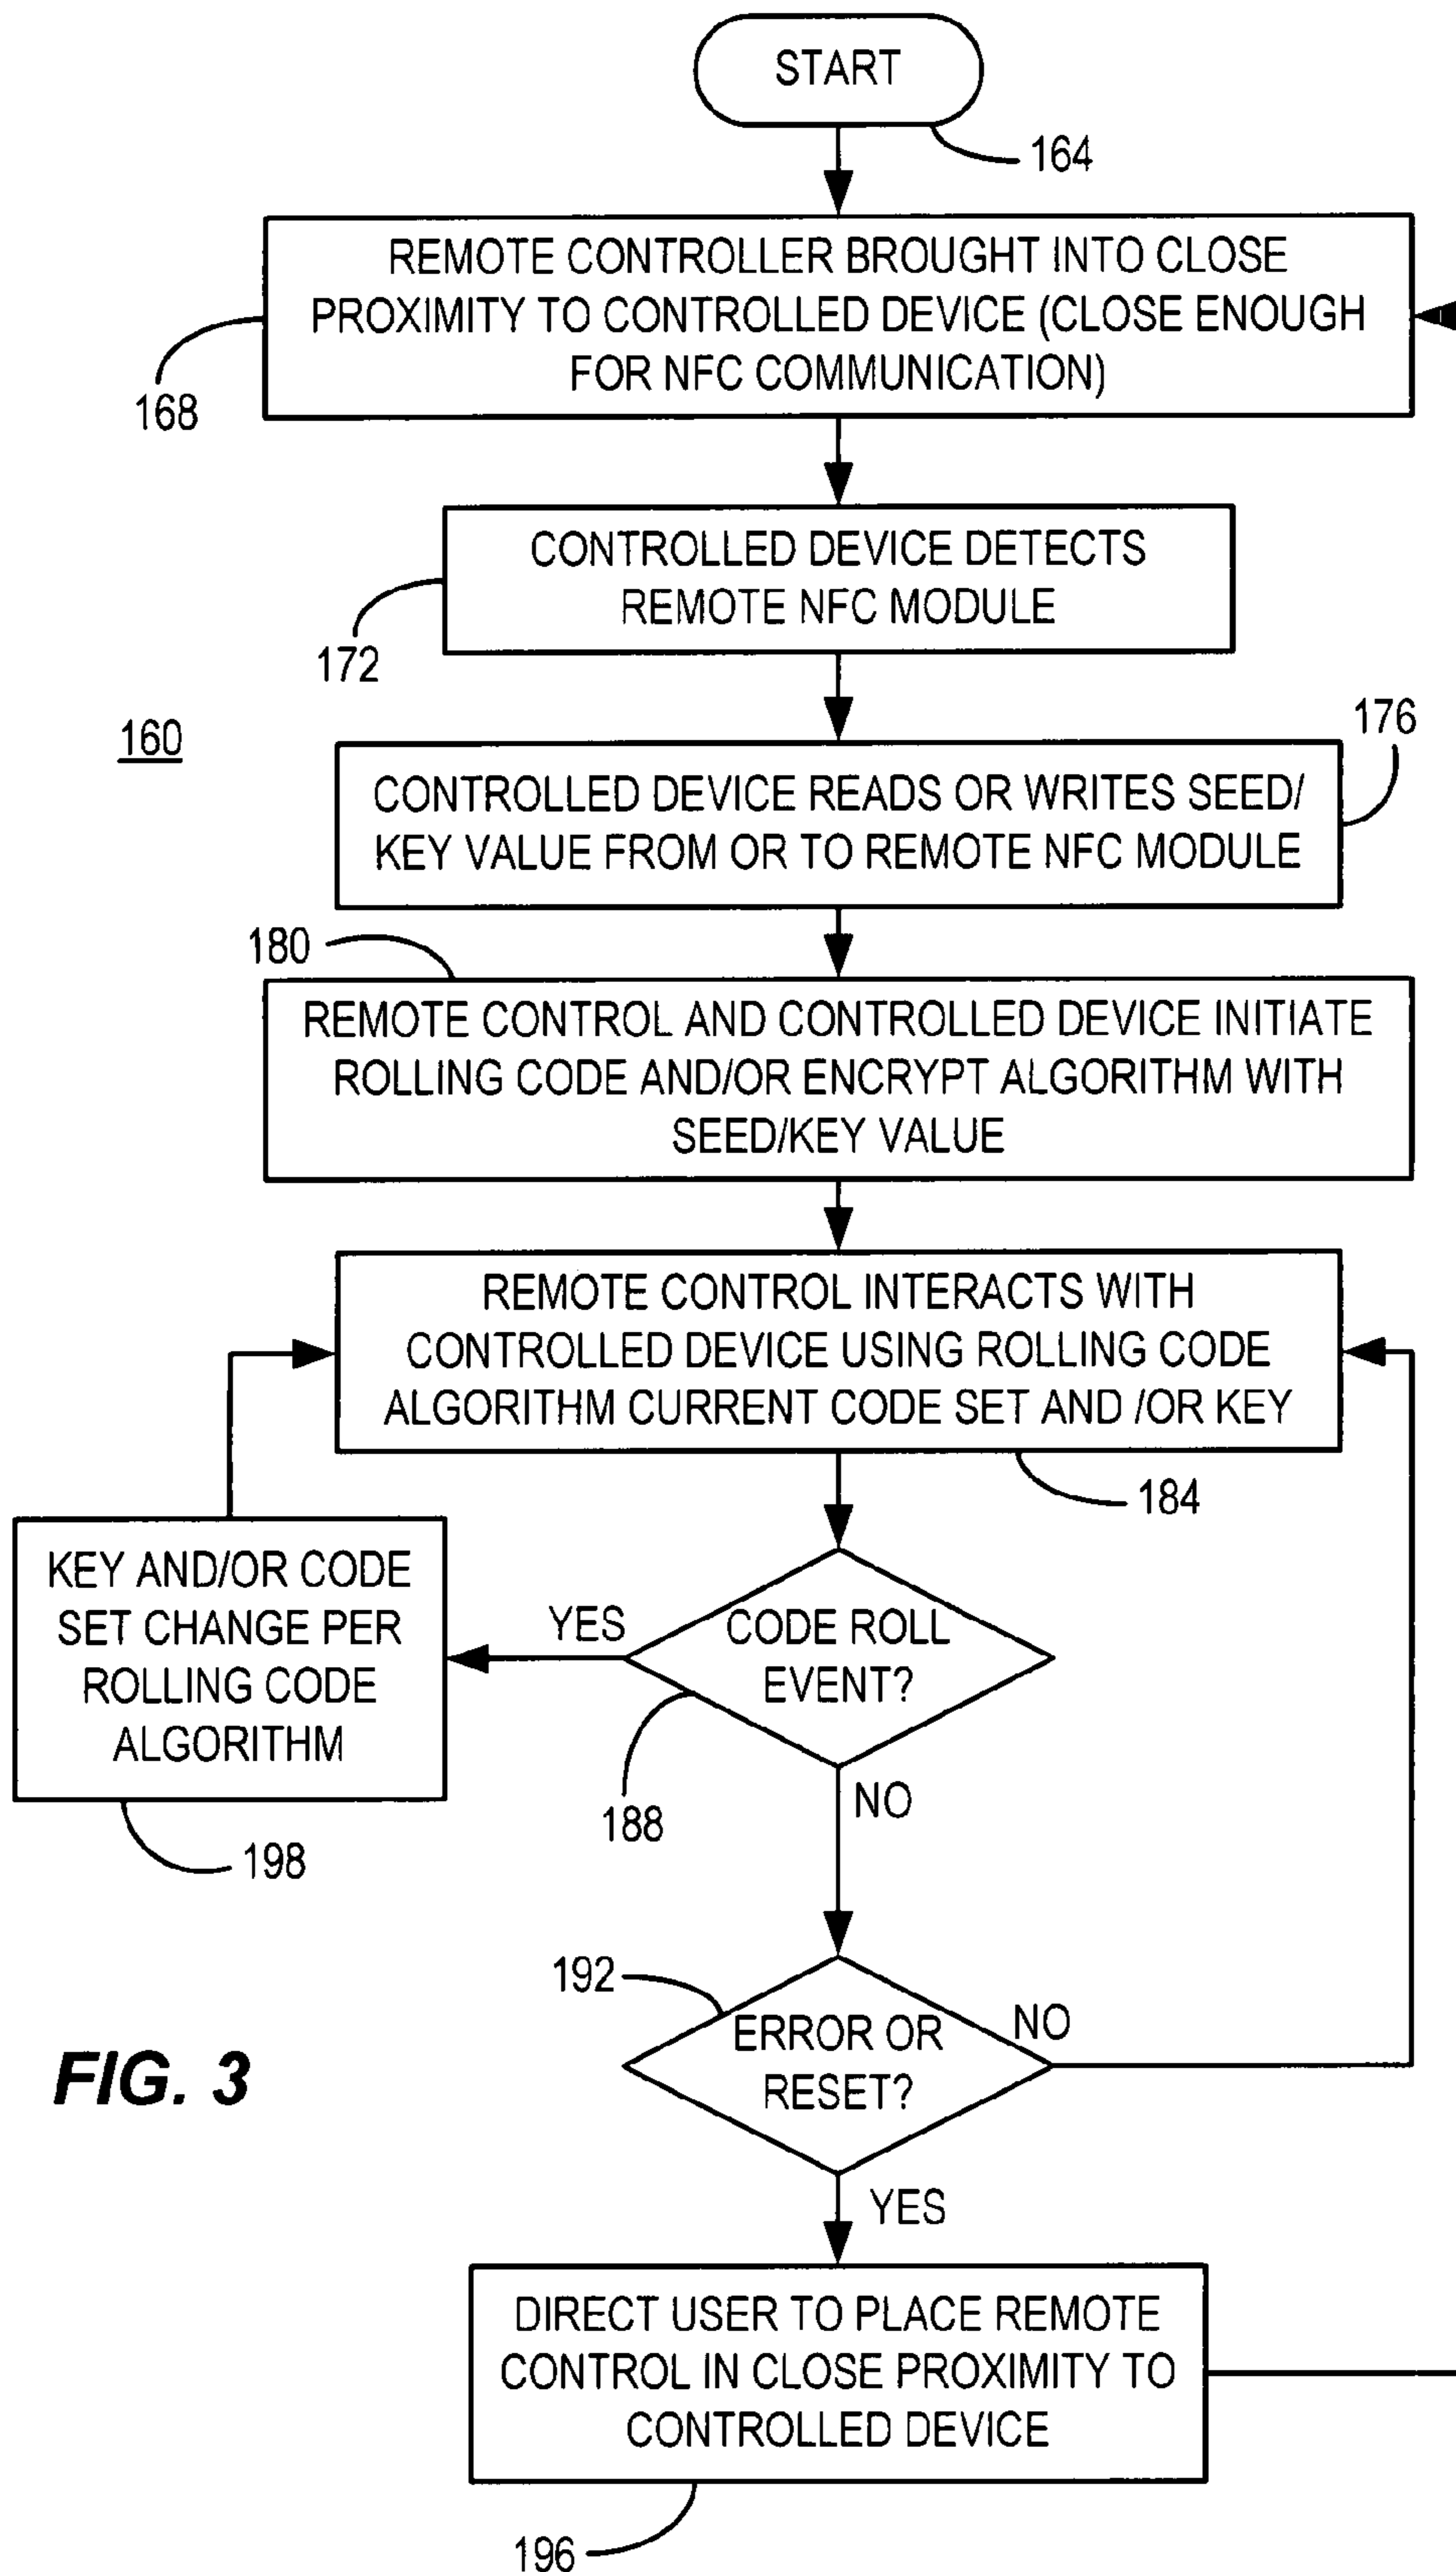 START
164
REMOTE CONTROLLER BROUGHT INTO CLOSE
PROXIMITY TO CONTROLLED DEVICE (CLOSE ENOUGH
FOR NFC COMMUNICATION)
168
CONTROLLED DEVICE DETECTS
REMOTE NFC MODULE
172
160
176
CONTROLLED DEVICE READS OR WRITES SEED/
KEY VALUE FROM OR TO REMOTE NFC MODULE
180
REMOTE CONTROL AND CONTROLLED DEVICE INITIATE
ROLLING CODE AND/OR ENCRYPT ALGORITHM WITH
SEED/KEY VALUE
REMOTE CONTROL INTERACTS WITH
CONTROLLED DEVICE USING ROLLING CODE
ALGORITHM CURRENT CODE SET AND /OR KEY
184
KEY AND/OR CODE
SET CHANGE PER
ROLLING CODE
ALGORITHM
198
YES
CODE ROLL
EVENT?
188
NO
192
ERROR OR
RESET?
NO
FIG. 3
YES
DIRECT USER TO PLACE REMOTE
CONTROL IN CLOSE PROXIMITY TO
CONTROLLED DEVICE
196